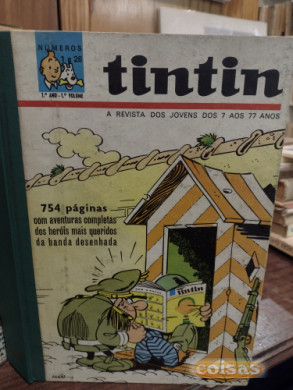 NÚMEROS
1 a 26
1.º ANO - 1.º VOLUME
tintin
A REVISTA DOS JOVENS DOS 7 AOS 77 ANOS
754 páginas
com aventuras completas
dos heróis mais queridos
da banda desenhada
tintin
coisas